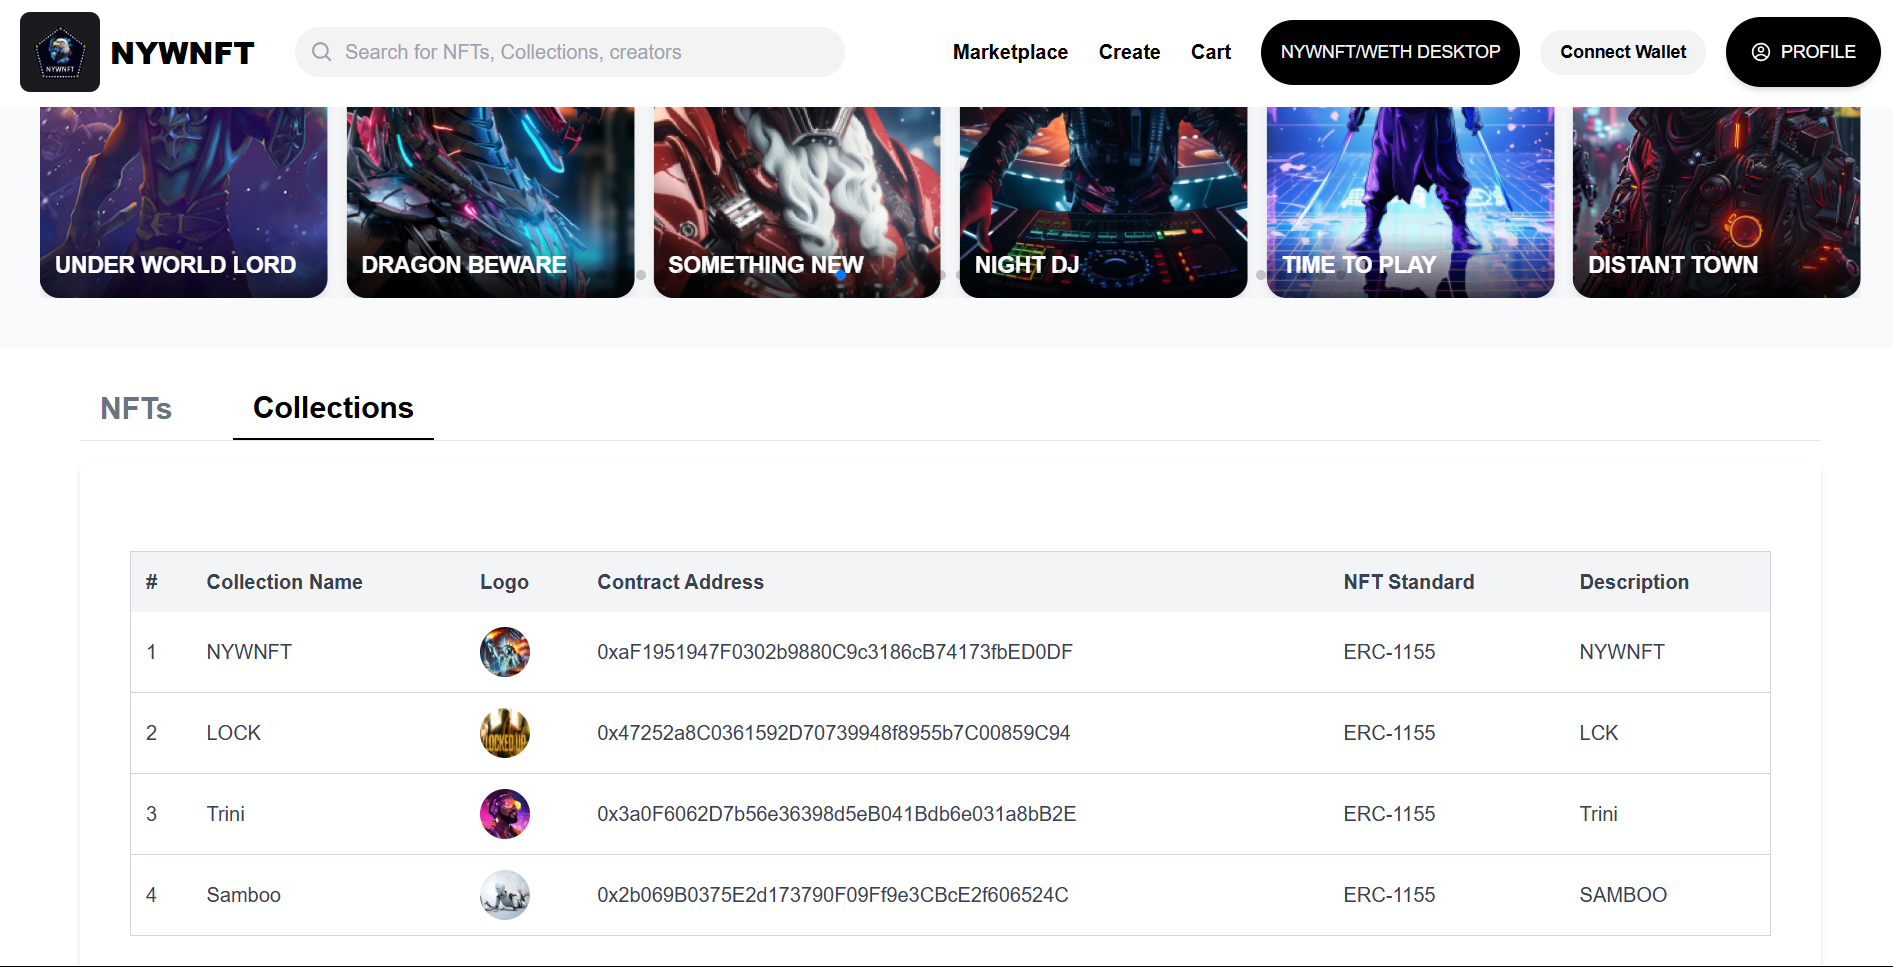 NYWNFT
NYWNFT
Search for NFTs, Collections, creators
Marketplace
Create
Cart
NYWNFT/WETH DESKTOP
Connect Wallet
PROFILE
UNDER WORLD LORD
DRAGON BEWARE
SOMETHING NEW
NIGHT DJ
TIME TO PLAY
DISTANT TOWN
NFTs
Collections
# Collection Name Logo Contract Address NFT Standard Description
1 NYWNFT 0xaF1951947F0302b9880C9c3186cB74173fbED0DF ERC-1155 NYWNFT
2 LOCK LOCKED UP 0x47252a8C0361592D70739948f8955b7C00859C94 ERC-1155 LCK
3 Trini 0x3a0F6062D7b56e36398d5eB041Bdb6e031a8bB2E ERC-1155 Trini
4 Samboo 0x2b069B0375E2d173790F09Ff9e3CBcE2f606524C ERC-1155 SAMBOO